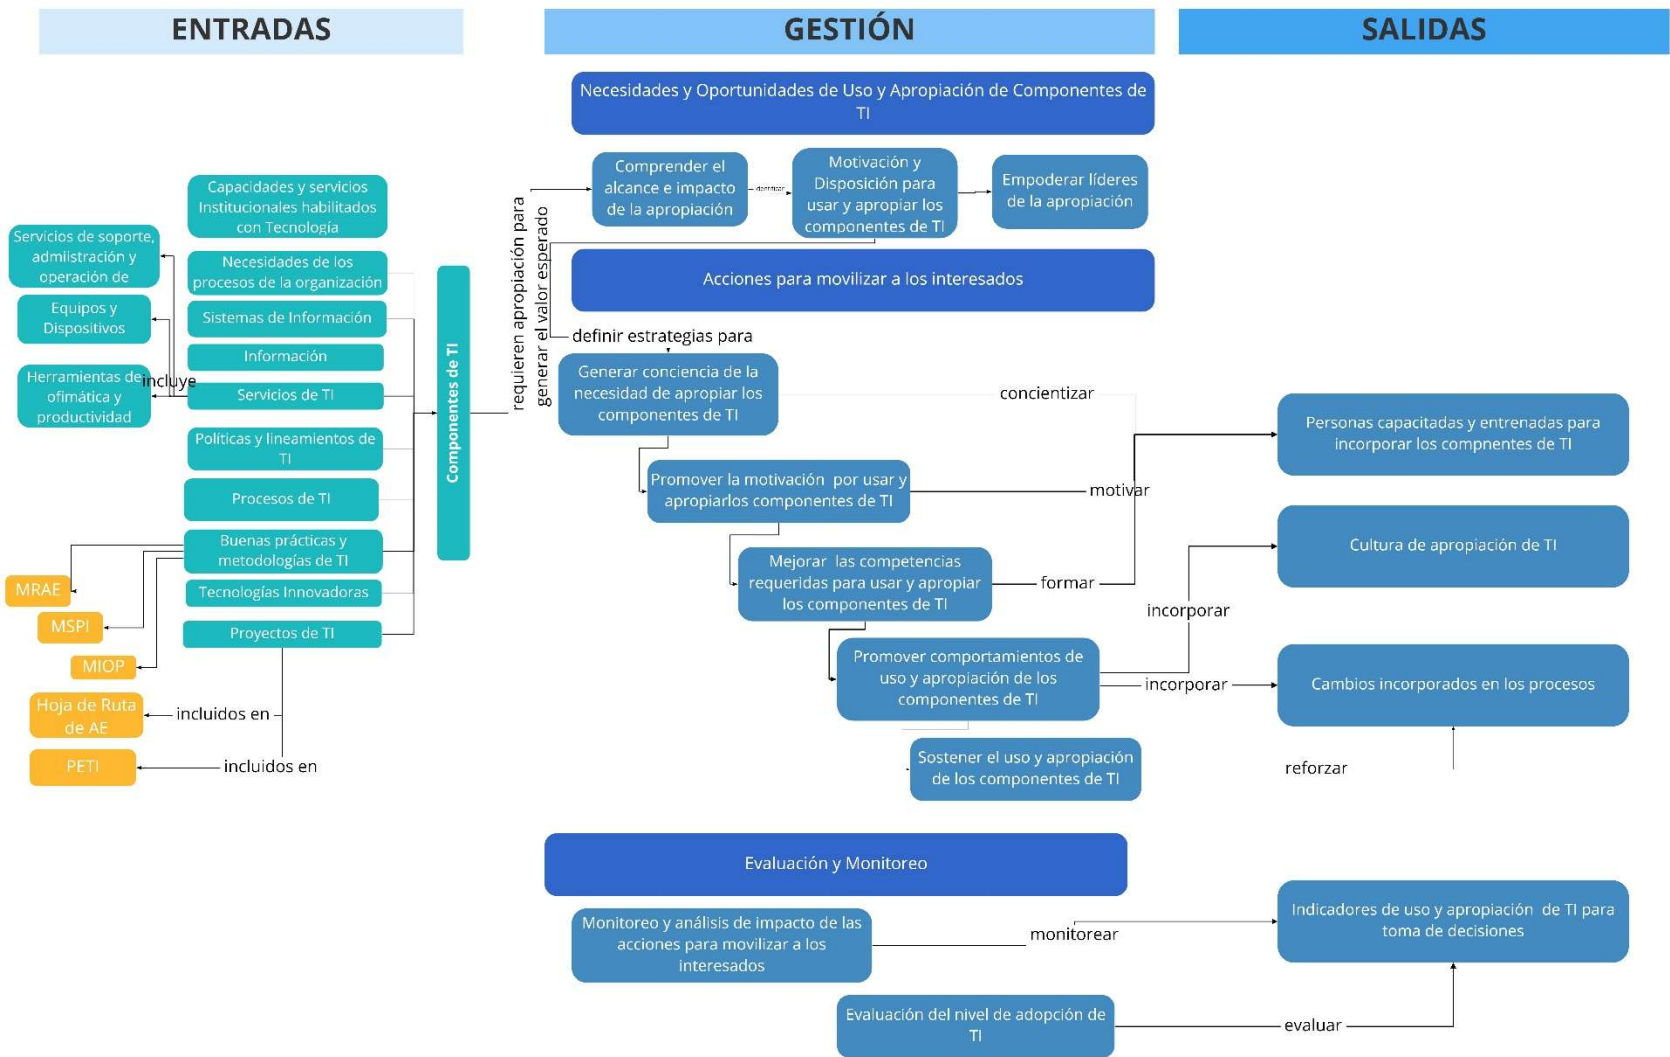 ENTRADAS
GESTIÓN
SALIDAS
Necesidades y Oportunidades de Uso y Apropiación de Componentes de
TI
Comprender el
alcance e impacto
de la apropiación
identificar
Motivación y
Disposición para
usar y apropiar los
componentes de TI
Empoderar líderes
de la apropiación
Capacidades y servicios
Institucionales habilitados
con Tecnología
Servicios de soporte,
admiistración y
operación de
Equipos y
Dispositivos
Herramientas de
ofimática y
productividad
incluye
Necesidades de los
procesos de la organización
Sistemas de Información
Información
Servicios de TI
Políticas y lineamientos de
TI
Procesos de TI
Buenas prácticas y
metodologías de TI
Tecnologías Innovadoras
Proyectos de TI
MRAE
MSPI
MIOP
Hoja de Ruta
de AE
incluidos en
PETI
incluidos en
Componentes de TI
requieren apropiación para
generar el valor esperado
Acciones para movilizar a los interesados
definir estrategias para
Generar conciencia de la
necesidad de apropiar los
componentes de TI
concientizar
Promover la motivación  por usar y
apropiarlos componentes de TI
motivar
Mejorar  las competencias
requeridas para usar y apropiar
los componentes de TI
formar
Promover comportamientos de
uso y apropiación de los
componentes de TI
incorporar
incorporar
Sostener el uso y apropiación
de los componentes de TI
reforzar
Personas capacitadas y entrenadas para
incorporar los compnentes de TI
Cultura de apropiación de TI
Cambios incorporados en los procesos
Evaluación y Monitoreo
Monitoreo y análisis de impacto de las
acciones para movilizar a los
interesados
monitorear
Indicadores de uso y apropiación  de TI para
toma de decisiones
Evaluación del nivel de adopción de
TI
evaluar